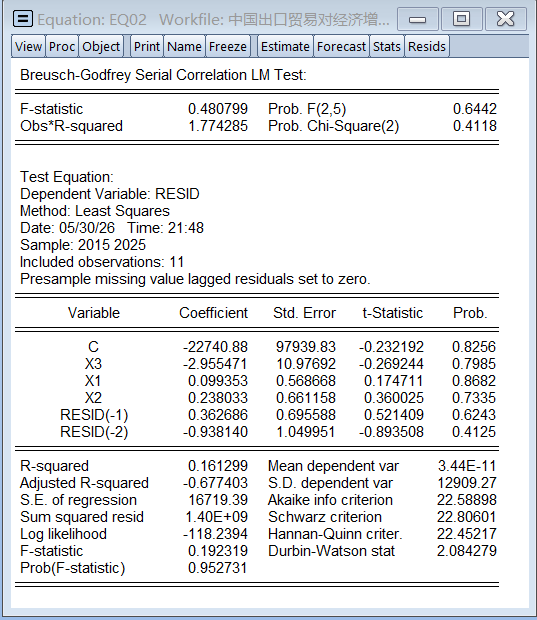 Equation: EQ02 Workfile: 中国出口贸易对经济增...
View Proc Object Print Name Freeze Estimate Forecast Stats Resids
Breusch-Godfrey Serial Correlation LM Test:
F-statistic 0.480799 Prob. F(2,5) 0.6442
Obs*R-squared 1.774285 Prob. Chi-Square(2) 0.4118
Test Equation:
Dependent Variable: RESID
Method: Least Squares
Date: 05/30/26 Time: 21:48
Sample: 2015 2025
Included observations: 11
Presample missing value lagged residuals set to zero.
Variable Coefficient Std. Error t-Statistic Prob.
C -22740.88 97939.83 -0.232192 0.8256
X3 -2.955471 10.97692 -0.269244 0.7985
X1 0.099353 0.568668 0.174711 0.8682
X2 0.238033 0.661158 0.360025 0.7335
RESID(-1) 0.362686 0.695588 0.521409 0.6243
RESID(-2) -0.938140 1.049951 -0.893508 0.4125
R-squared 0.161299 Mean dependent var 3.44E-11
Adjusted R-squared -0.677403 S.D. dependent var 12909.27
S.E. of regression 16719.39 Akaike info criterion 22.58898
Sum squared resid 1.40E+09 Schwarz criterion 22.80601
Log likelihood -118.2394 Hannan-Quinn criter. 22.45217
F-statistic 0.192319 Durbin-Watson stat 2.084279
Prob(F-statistic) 0.952731